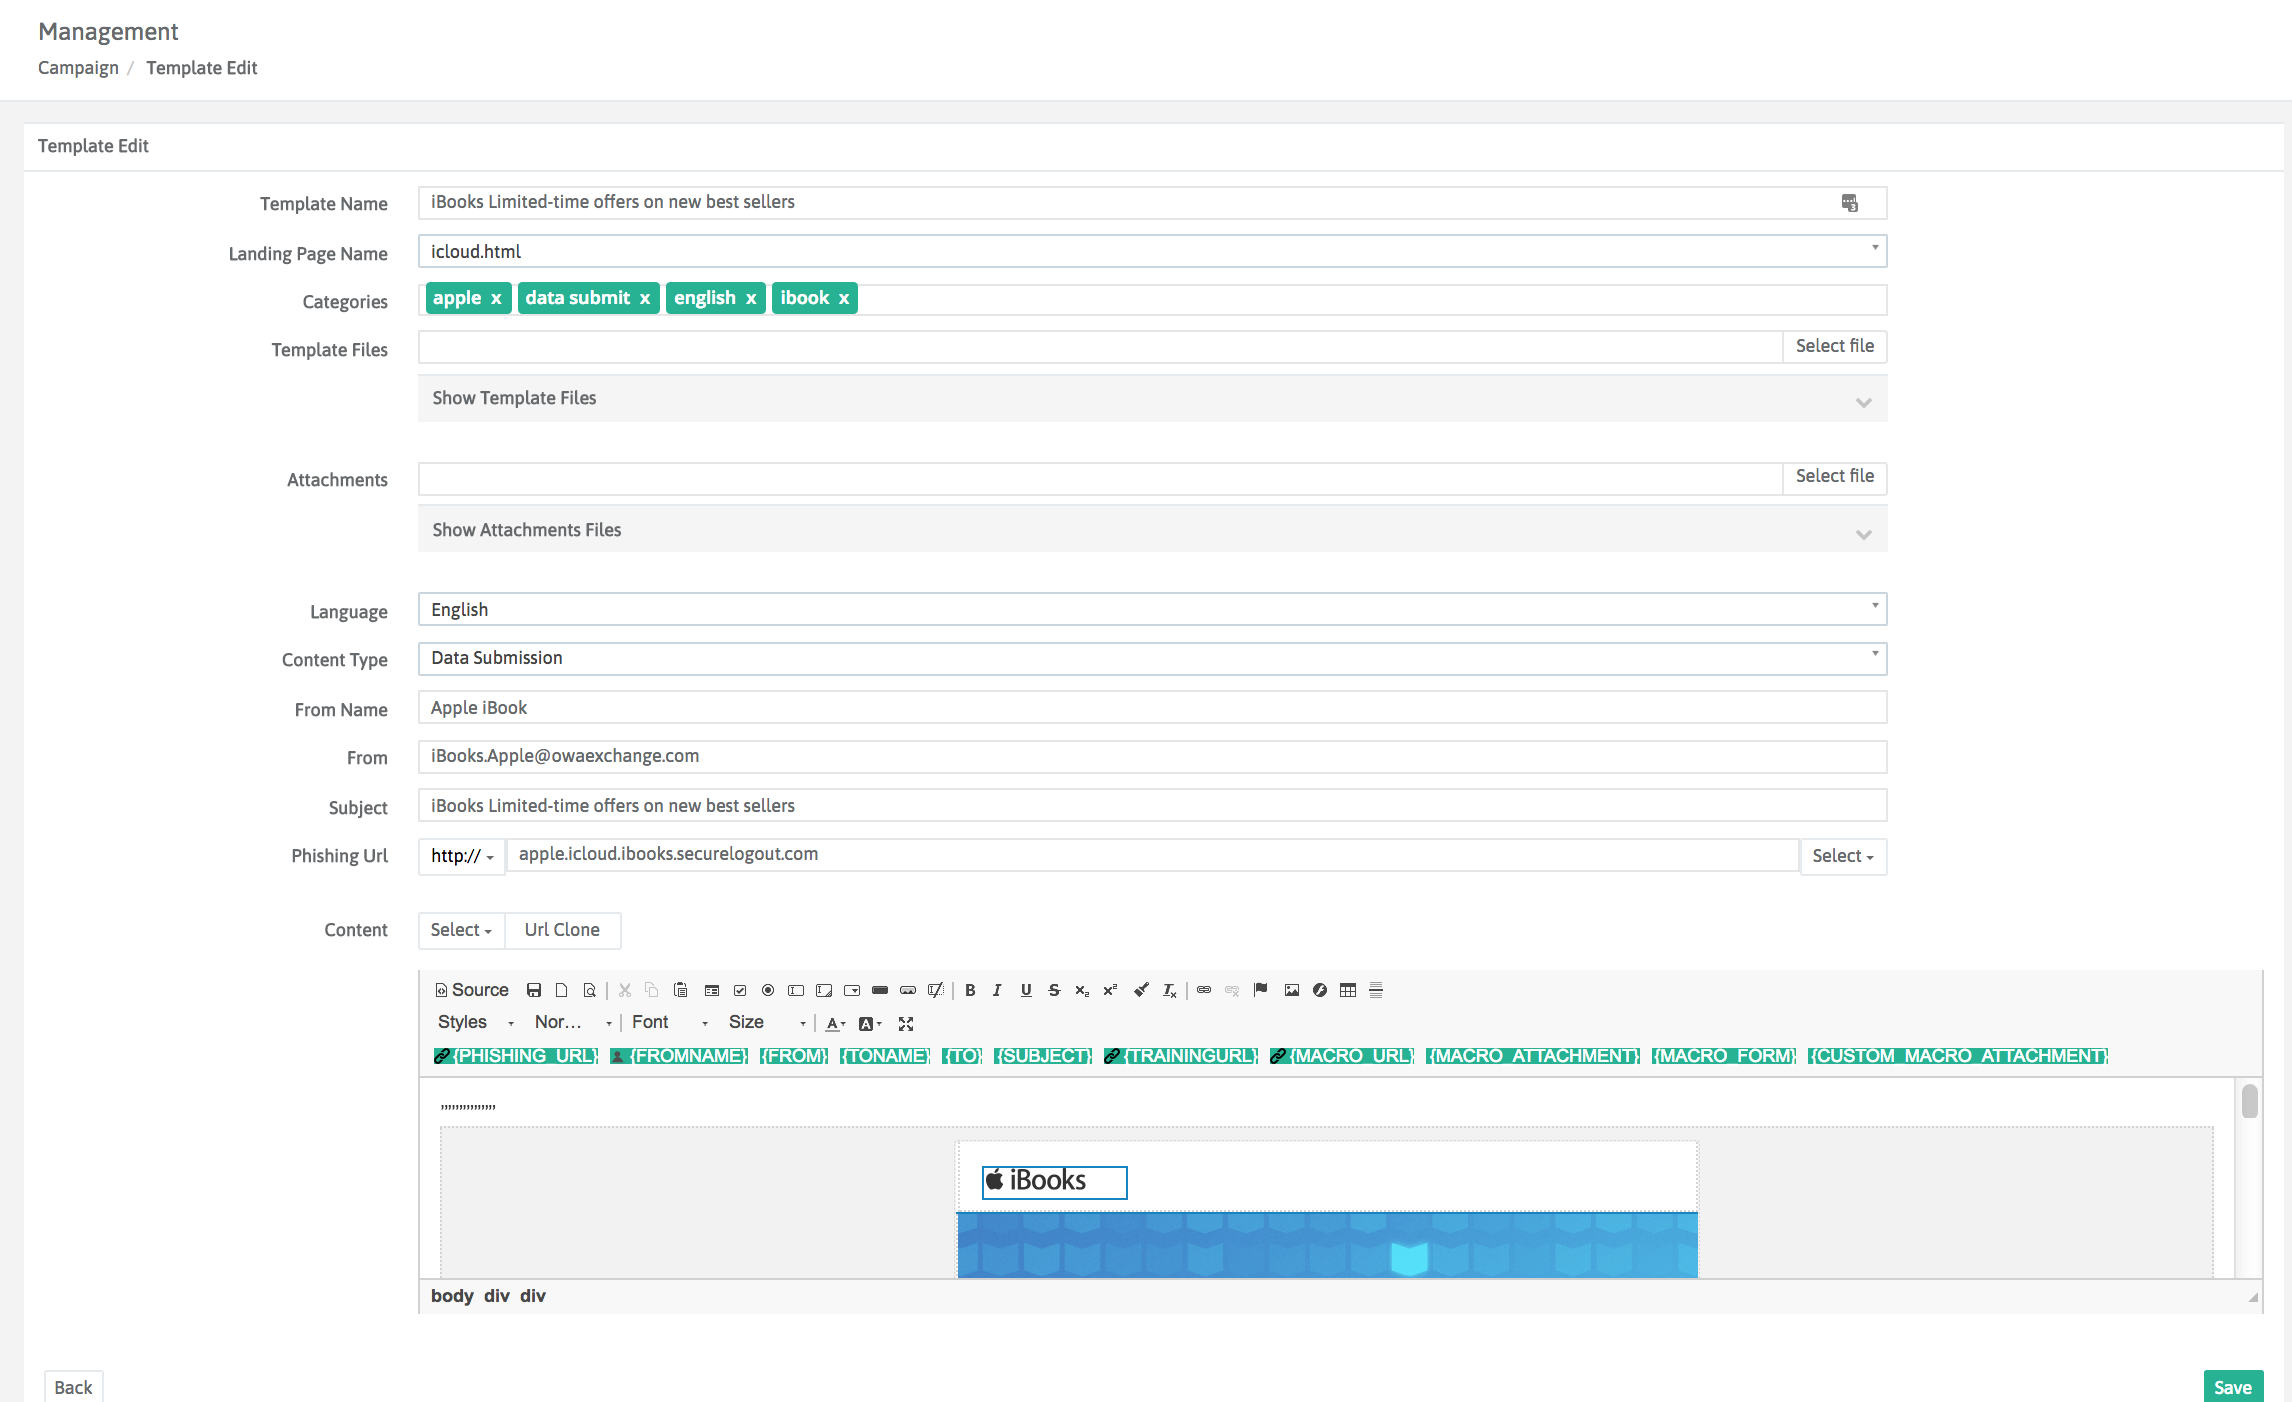 Management
Campaign / Template Edit
Template Edit
Template Name iBooks Limited-time offers on new best sellers
Landing Page Name icloud.html
Categories apple x data submit x english x ibook x
Template Files Select file
Show Template Files
Attachments Select file
Show Attachments Files
Language English
Content Type Data Submission
From Name Apple iBook
From iBooks.Apple@owaexchange.com
Subject iBooks Limited-time offers on new best sellers
Phishing Url http:// apple.icloud.ibooks.securelogout.com Select
Content Select Url Clone
Source B I U S x₂ x² Tx
Styles Nor... Font Size A A
{PHISHING_URL} {FROMNAME} {FROM} {TONAME} {TO} {SUBJECT} {TRAININGURL} {MACRO_URL} {MACRO_ATTACHMENT} {MACRO_FORM} {CUSTOM_MACRO_ATTACHMENT}
iBooks
body div div
Back Save